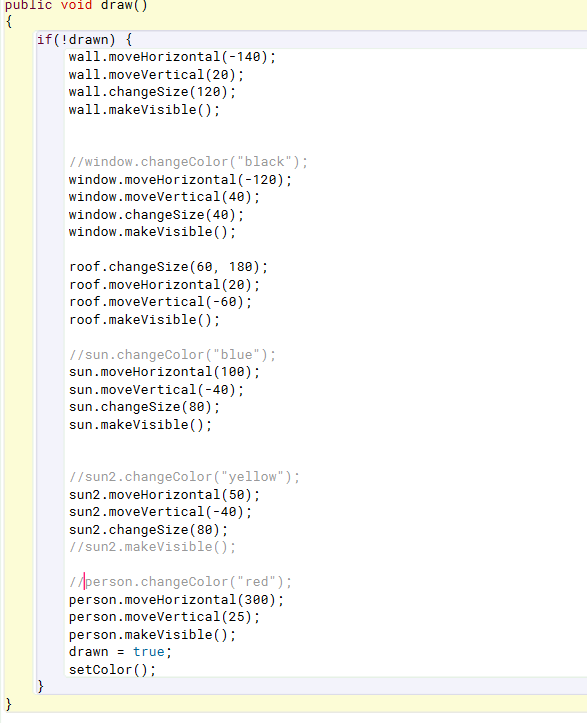 public void draw()
{
if(!drawn) {
wall.moveHorizontal(-140);
wall.moveVertical(20);
wall.changeSize(120);
wall.makeVisible();
//window.changeColor("black");
window.moveHorizontal(-120);
window.moveVertical(40);
window.changeSize(40);
window.makeVisible();
roof.changeSize(60, 180);
roof.moveHorizontal(20);
roof.moveVertical(-60);
roof.makeVisible();
//sun.changeColor("blue");
sun.moveHorizontal(100);
sun.moveVertical(-40);
sun.changeSize(80);
sun.makeVisible();
//sun2.changeColor("yellow");
sun2.moveHorizontal(50);
sun2.moveVertical(-40);
sun2.changeSize(80);
//sun2.makeVisible();
//person.changeColor("red");
person.moveHorizontal(300);
person.moveVertical(25);
person.makeVisible();
drawn = true;
setColor();
}
}